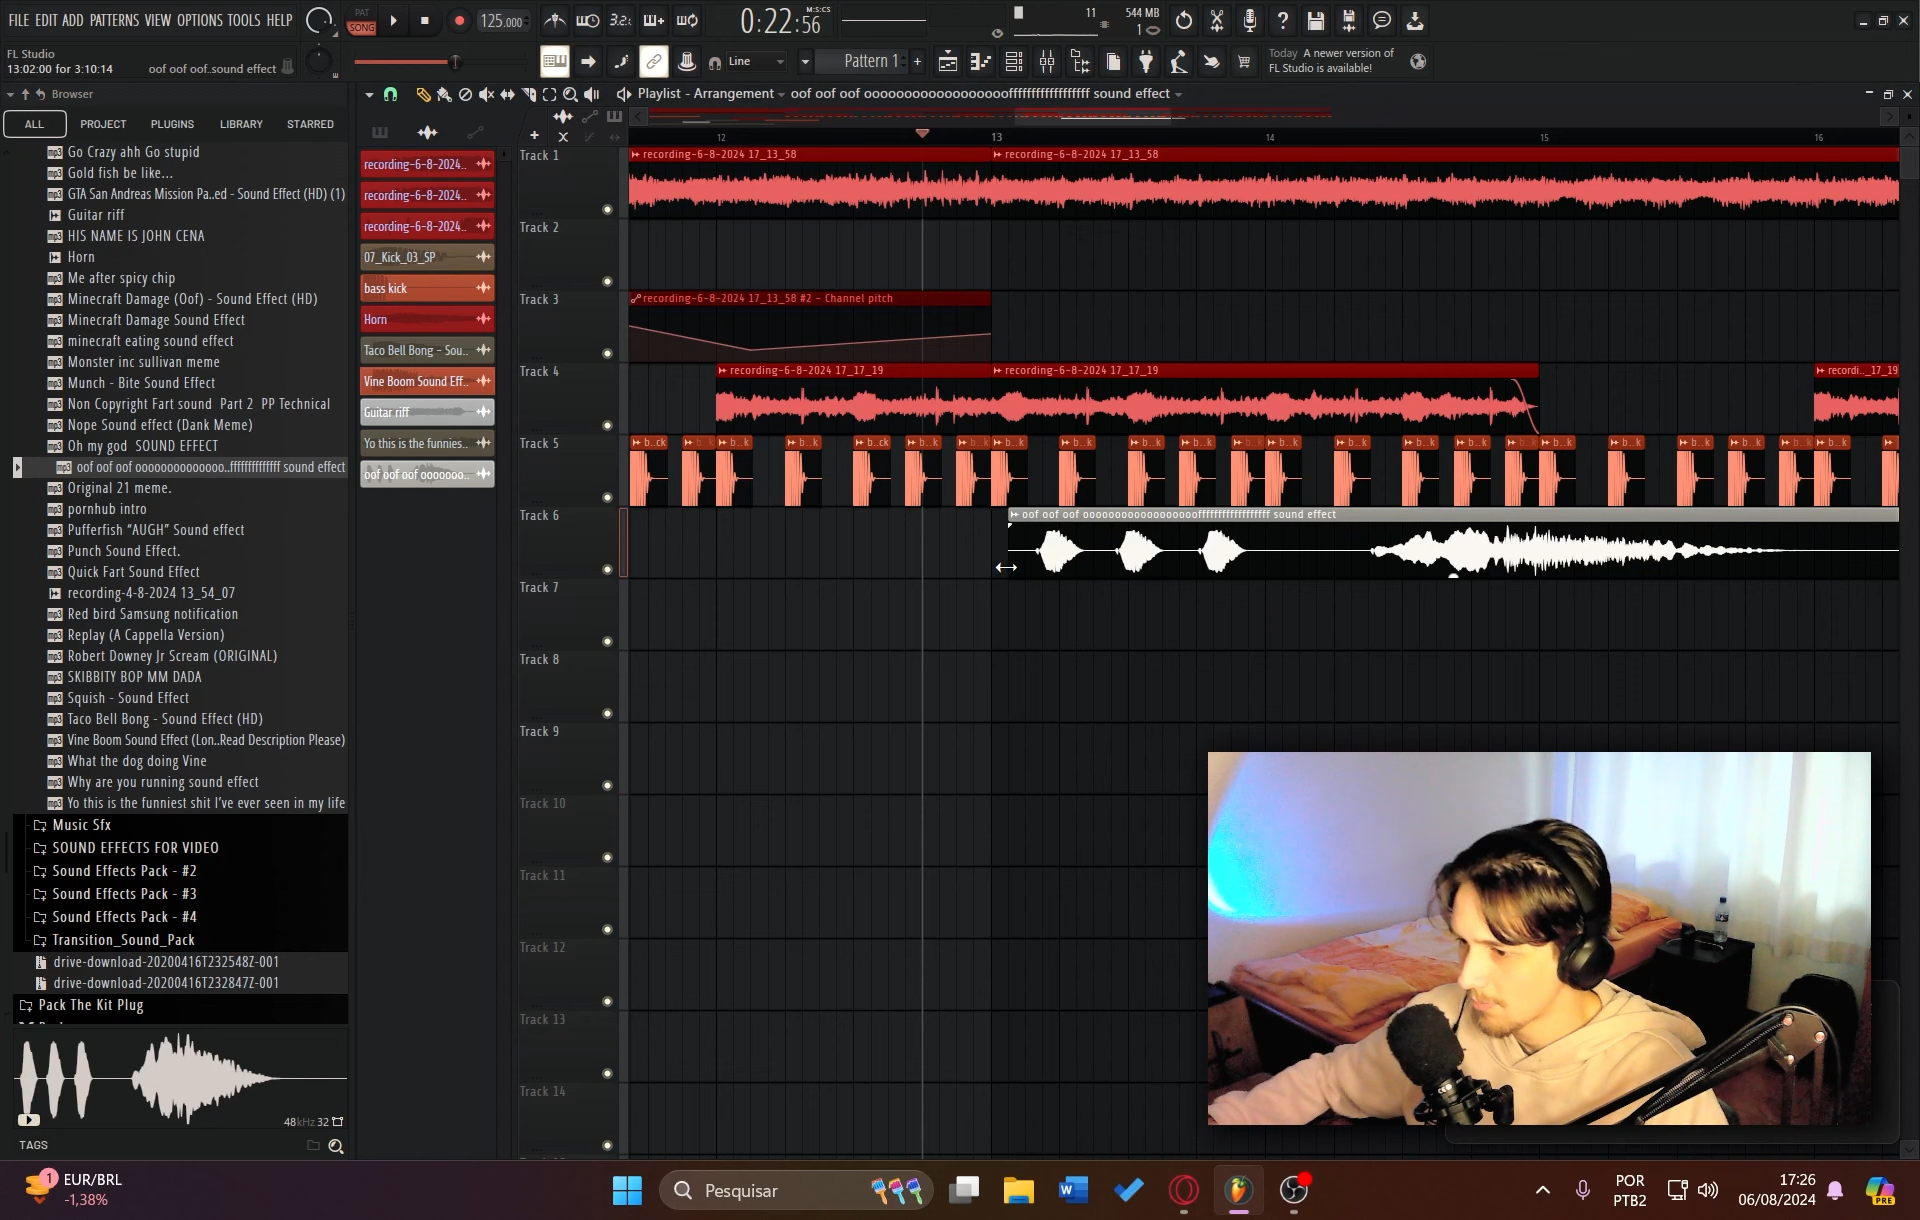 FILE EDIT ADD PATTERNS VIEW OPTIONS TOOLS HELP
PAT
SONG
125.000
3.2.
0:22:56
M:S:CS
11
544 MB
1
FL Studio
13:02:00 for 3:10:14
oof oof oof..sound effect
Line
Pattern 1
+
Today A newer version of
FL Studio is available!
Browser
Playlist - Arrangement
oof oof oof ooooooooooooooooooffffffffffffffffff sound effect
ALL
PROJECT
PLUGINS
LIBRARY
STARRED
Go Crazy ahh Go stupid
Gold fish be like...
GTA San Andreas Mission Pa..ed - Sound Effect (HD) (1)
Guitar riff
HIS NAME IS JOHN CENA
Horn
Me after spicy chip
Minecraft Damage (Oof) - Sound Effect (HD)
Minecraft Damage Sound Effect
minecraft eating sound effect
Monster inc sullivan meme
Munch - Bite Sound Effect
Non Copyright Fart sound Part 2 PP Technical
Nope Sound effect (Dank Meme)
Oh my god SOUND EFFECT
oof oof oof oooooooooooooo..ffffffffffffff sound effect
Original 21 meme.
pornhub intro
Pufferfish “AUGH” Sound effect
Punch Sound Effect.
Quick Fart Sound Effect
recording-4-8-2024 13_54_07
Red bird Samsung notification
Replay (A Cappella Version)
Robert Downey Jr Scream (ORIGINAL)
SKIBBITY BOP MM DADA
Squish - Sound Effect
Taco Bell Bong - Sound Effect (HD)
Vine Boom Sound Effect (Lon..Read Description Please)
What the dog doing Vine
Why are you running sound effect
Yo this is the funniest shit I've ever seen in my life
Music Sfx
SOUND EFFECTS FOR VIDEO
Sound Effects Pack - #2
Sound Effects Pack - #3
Sound Effects Pack - #4
Transition_Sound_Pack
drive-download-20200416T232548Z-001
drive-download-20200416T232847Z-001
Pack The Kit Plug
48kHz 32
TAGS
recording-6-8-2024..
recording-6-8-2024..
recording-6-8-2024..
07_Kick_03_SP
bass kick
Horn
Taco Bell Bong - Sou..
Vine Boom Sound Eff..
Guitar riff
Yo this is the funnies..
oof oof oof ooooooo..
12
13
14
15
16
Track 1
recording-6-8-2024 17_13_58
recording-6-8-2024 17_13_58
Track 2
Track 3
recording-6-8-2024 17_13_58 #2 - Channel pitch
Track 4
recording-6-8-2024 17_17_19
recording-6-8-2024 17_17_19
recordi.._17_19
Track 5
b..ck b..k b..k b..k b..ck b..k b..k b..k b..k b..k b..k b..k b..k b..k b..k b..k b..k b..k b..k b..k b..k b..k b..k
Track 6
oof oof oof ooooooooooooooooooffffffffffffffffff sound effect
Track 7
Track 8
Track 9
Track 10
Track 11
Track 12
Track 13
Track 14
1
EUR/BRL
-1,38%
Pesquisar
POR
PTB2
17:26
06/08/2024
PRE